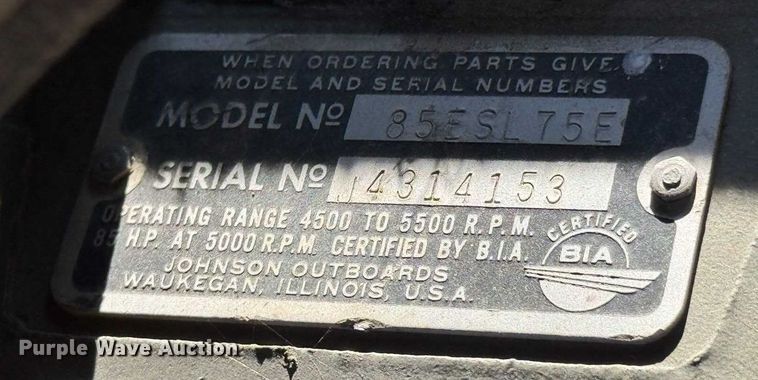 WHEN ORDERING PARTS GIVE
MODEL AND SERIAL NUMBERS
MODEL Nº 85ESL75E
SERIAL Nº J4314153
OPERATING RANGE 4500 TO 5500 R.P.M.
85 H.P. AT 5000 R.P.M. CERTIFIED BY B.I.A.
JOHNSON OUTBOARDS
WAUKEGAN, ILLINOIS, U.S.A.
CERTIFIED
BIA
Purple Wave Auction